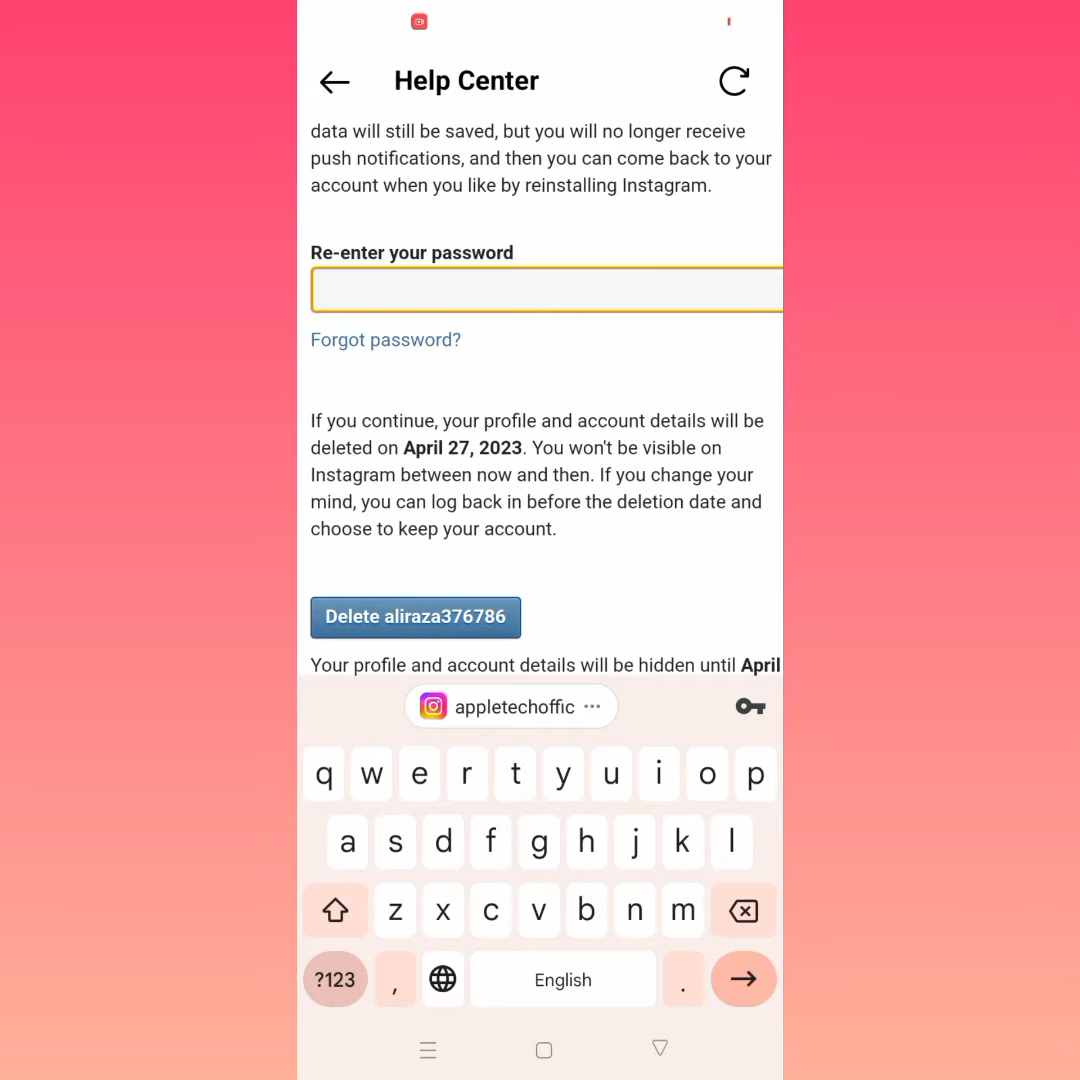 Help Center
data will still be saved, but you will no longer receive
push notifications, and then you can come back to your
account when you like by reinstalling Instagram.
Re-enter your password
Forgot password?
If you continue, your profile and account details will be
deleted on April 27, 2023. You won't be visible on
Instagram between now and then. If you change your
mind, you can log back in before the deletion date and
choose to keep your account.
Delete aliraza376786
Your profile and account details will be hidden until April
appletechoffic ···
q w e r t y u i o p
a s d f g h j k l
z x c v b n m
?123 , English .